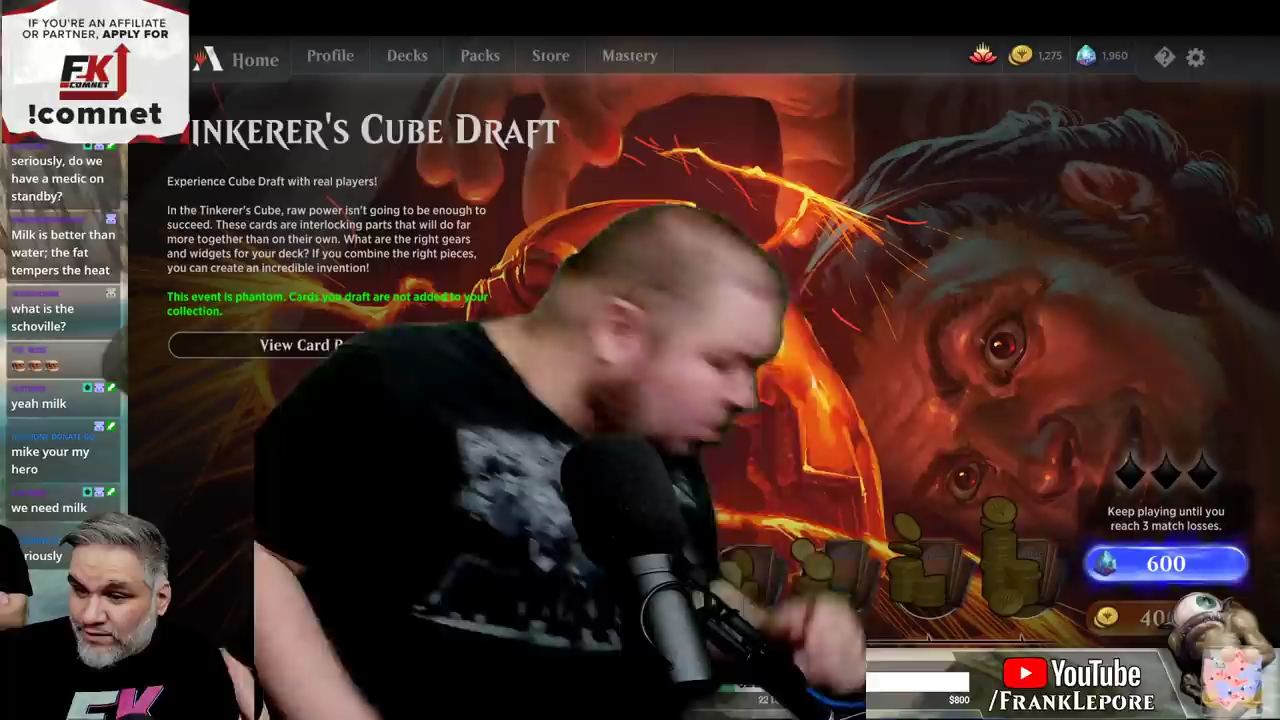 IF YOU'RE AN AFFILIATE
OR PARTNER, APPLY FOR
FK
COMNET
!comnet
Home
Profile
Decks
Packs
Store
Mastery
1,275
1,960
?
TINKERER'S CUBE DRAFT
Experience Cube Draft with real players!
In the Tinkerer's Cube, raw power isn't going to be enough to
succeed. These cards are interlocking parts that will do far
more together than on their own. What are the right gears
and widgets for your deck? If you combine the right pieces,
you can create an incredible invention!
This event is phantom. Cards you draft are not added to your
collection.
View Card
seriously, do we
have a medic on
standby?
Milk is better than
water; the fat
tempers the heat
what is the
schoville?
yeah milk
mike your my
hero
we need milk
riously
Keep playing until you
reach 3 match losses.
600
FK
$800
YouTube
/FRANKLEPORE